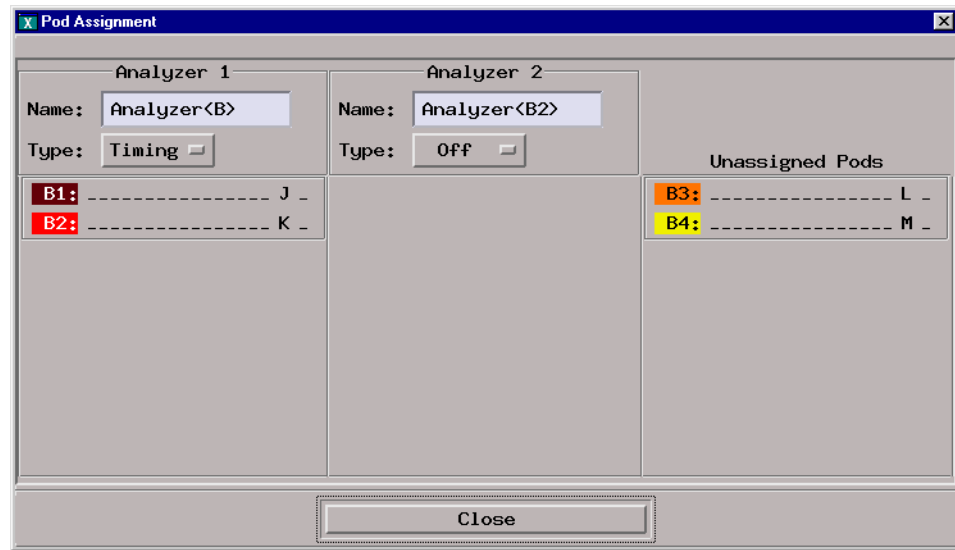 X Pod Assignment
Analyzer 1
Name: Analyzer<B>
Type: Timing
B1: _ _ _ _ _ _ _ _ _ _ _ _ _ _ _ _ J _
B2: _ _ _ _ _ _ _ _ _ _ _ _ _ _ _ _ K _
Analyzer 2
Name: Analyzer<B2>
Type: Off
Unassigned Pods
B3: _ _ _ _ _ _ _ _ _ _ _ _ _ _ _ _ L _
B4: _ _ _ _ _ _ _ _ _ _ _ _ _ _ _ _ M _
Close